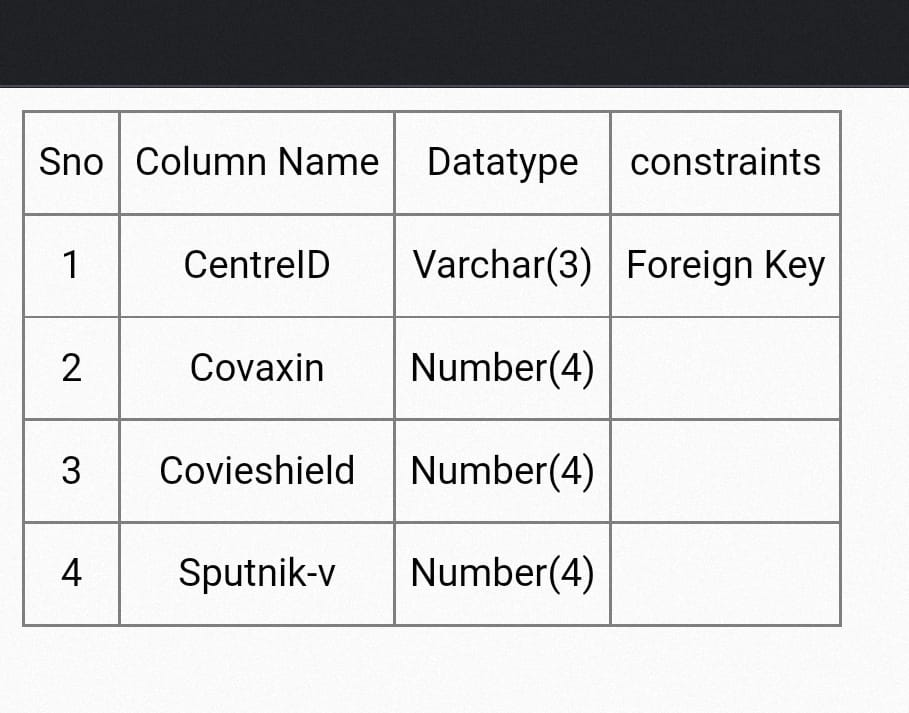 Sno Column Name Datatype constraints
1 CentreID Varchar(3) Foreign Key
2 Covaxin Number(4)
3 Covieshield Number(4)
4 Sputnik-v Number(4)